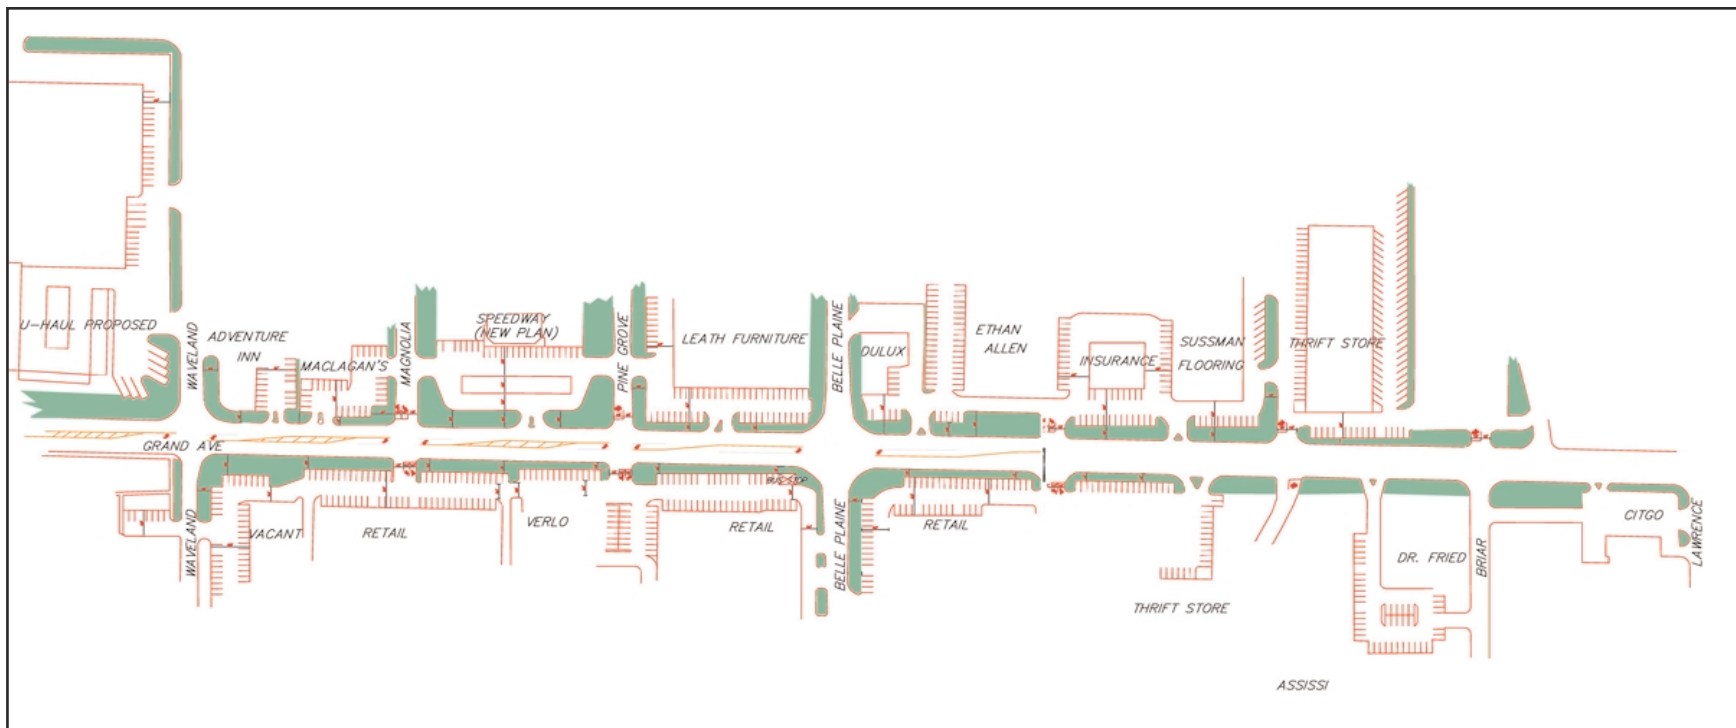 U-HAUL PROPOSED
WAVELAND
ADVENTURE
INN
MACLAGAN'S
MAGNOLIA
SPEEDWAY
(NEW PLAN)
PINE GROVE
LEATH FURNITURE
BELLE PLAINE
DULUX
ETHAN
ALLEN
INSURANCE
SUSSMAN
FLOORING
THRIFT STORE
GRAND AVE
WAVELAND
VACANT
RETAIL
VERLO
RETAIL
BUS STOP
BELLE PLAINE
RETAIL
THRIFT STORE
DR. FRIED
BRIAR
CITGO
LAWRENCE
ASSISSI